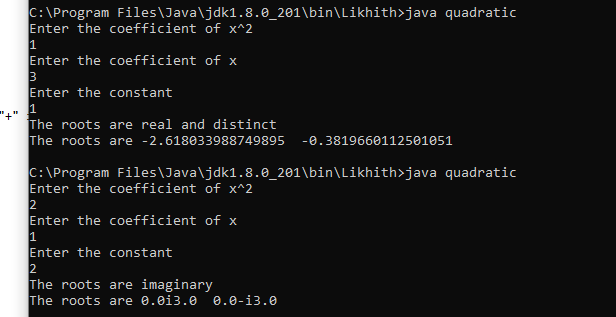 C:\Program Files\Java\jdk1.8.0_201\bin\Likhith>java quadratic
Enter the coefficient of x^2
1
Enter the coefficient of x
3
Enter the constant
"+"
1
The roots are real and distinct
The roots are -2.618033988749895  -0.3819660112501051
C:\Program Files\Java\jdk1.8.0_201\bin\Likhith>java quadratic
Enter the coefficient of x^2
2
Enter the coefficient of x
1
Enter the constant
2
The roots are imaginary
The roots are 0.0i3.0  0.0-i3.0